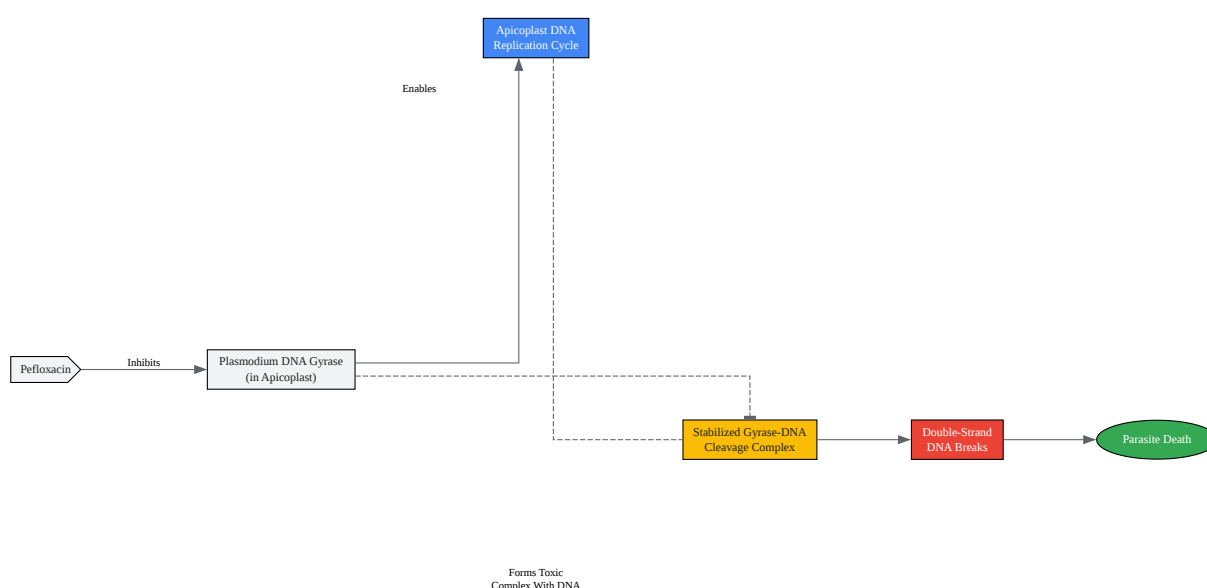 Apicoplast DNA
Replication Cycle
Enables
Pefloxacin
Inhibits
Plasmodium DNA Gyrase
(in Apicoplast)
Stabilized Gyrase-DNA
Cleavage Complex
Double-Strand
DNA Breaks
Parasite Death
Forms Toxic
Complex With DNA